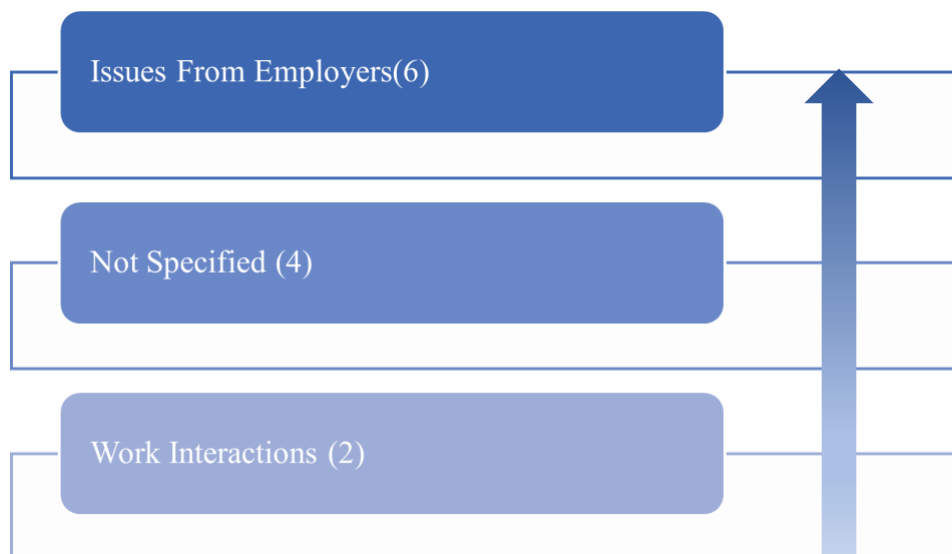 Issues From Employers(6)
Not Specified (4)
Work Interactions (2)